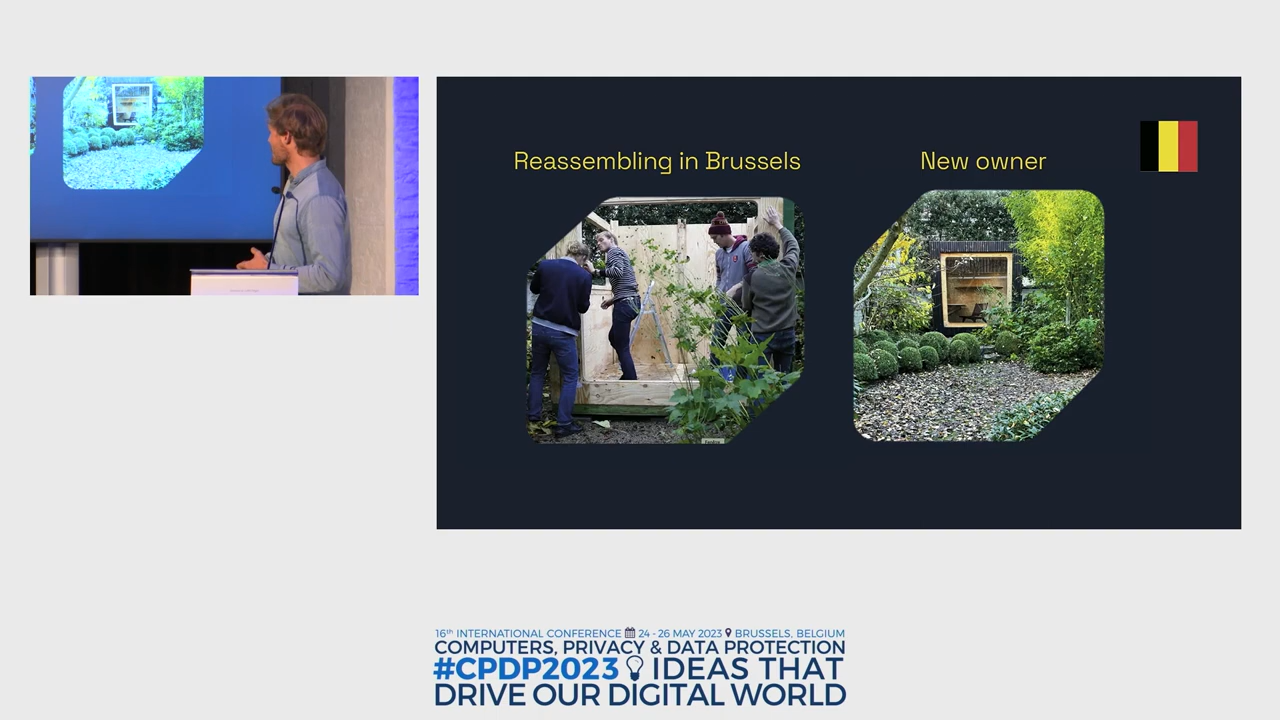 Reassembling in Brussels
New owner
16th INTERNATIONAL CONFERENCE 24 - 26 MAY 2023 BRUSSELS, BELGIUM
COMPUTERS, PRIVACY & DATA PROTECTION
#CPDP2023 IDEAS THAT
DRIVE OUR DIGITAL WORLD